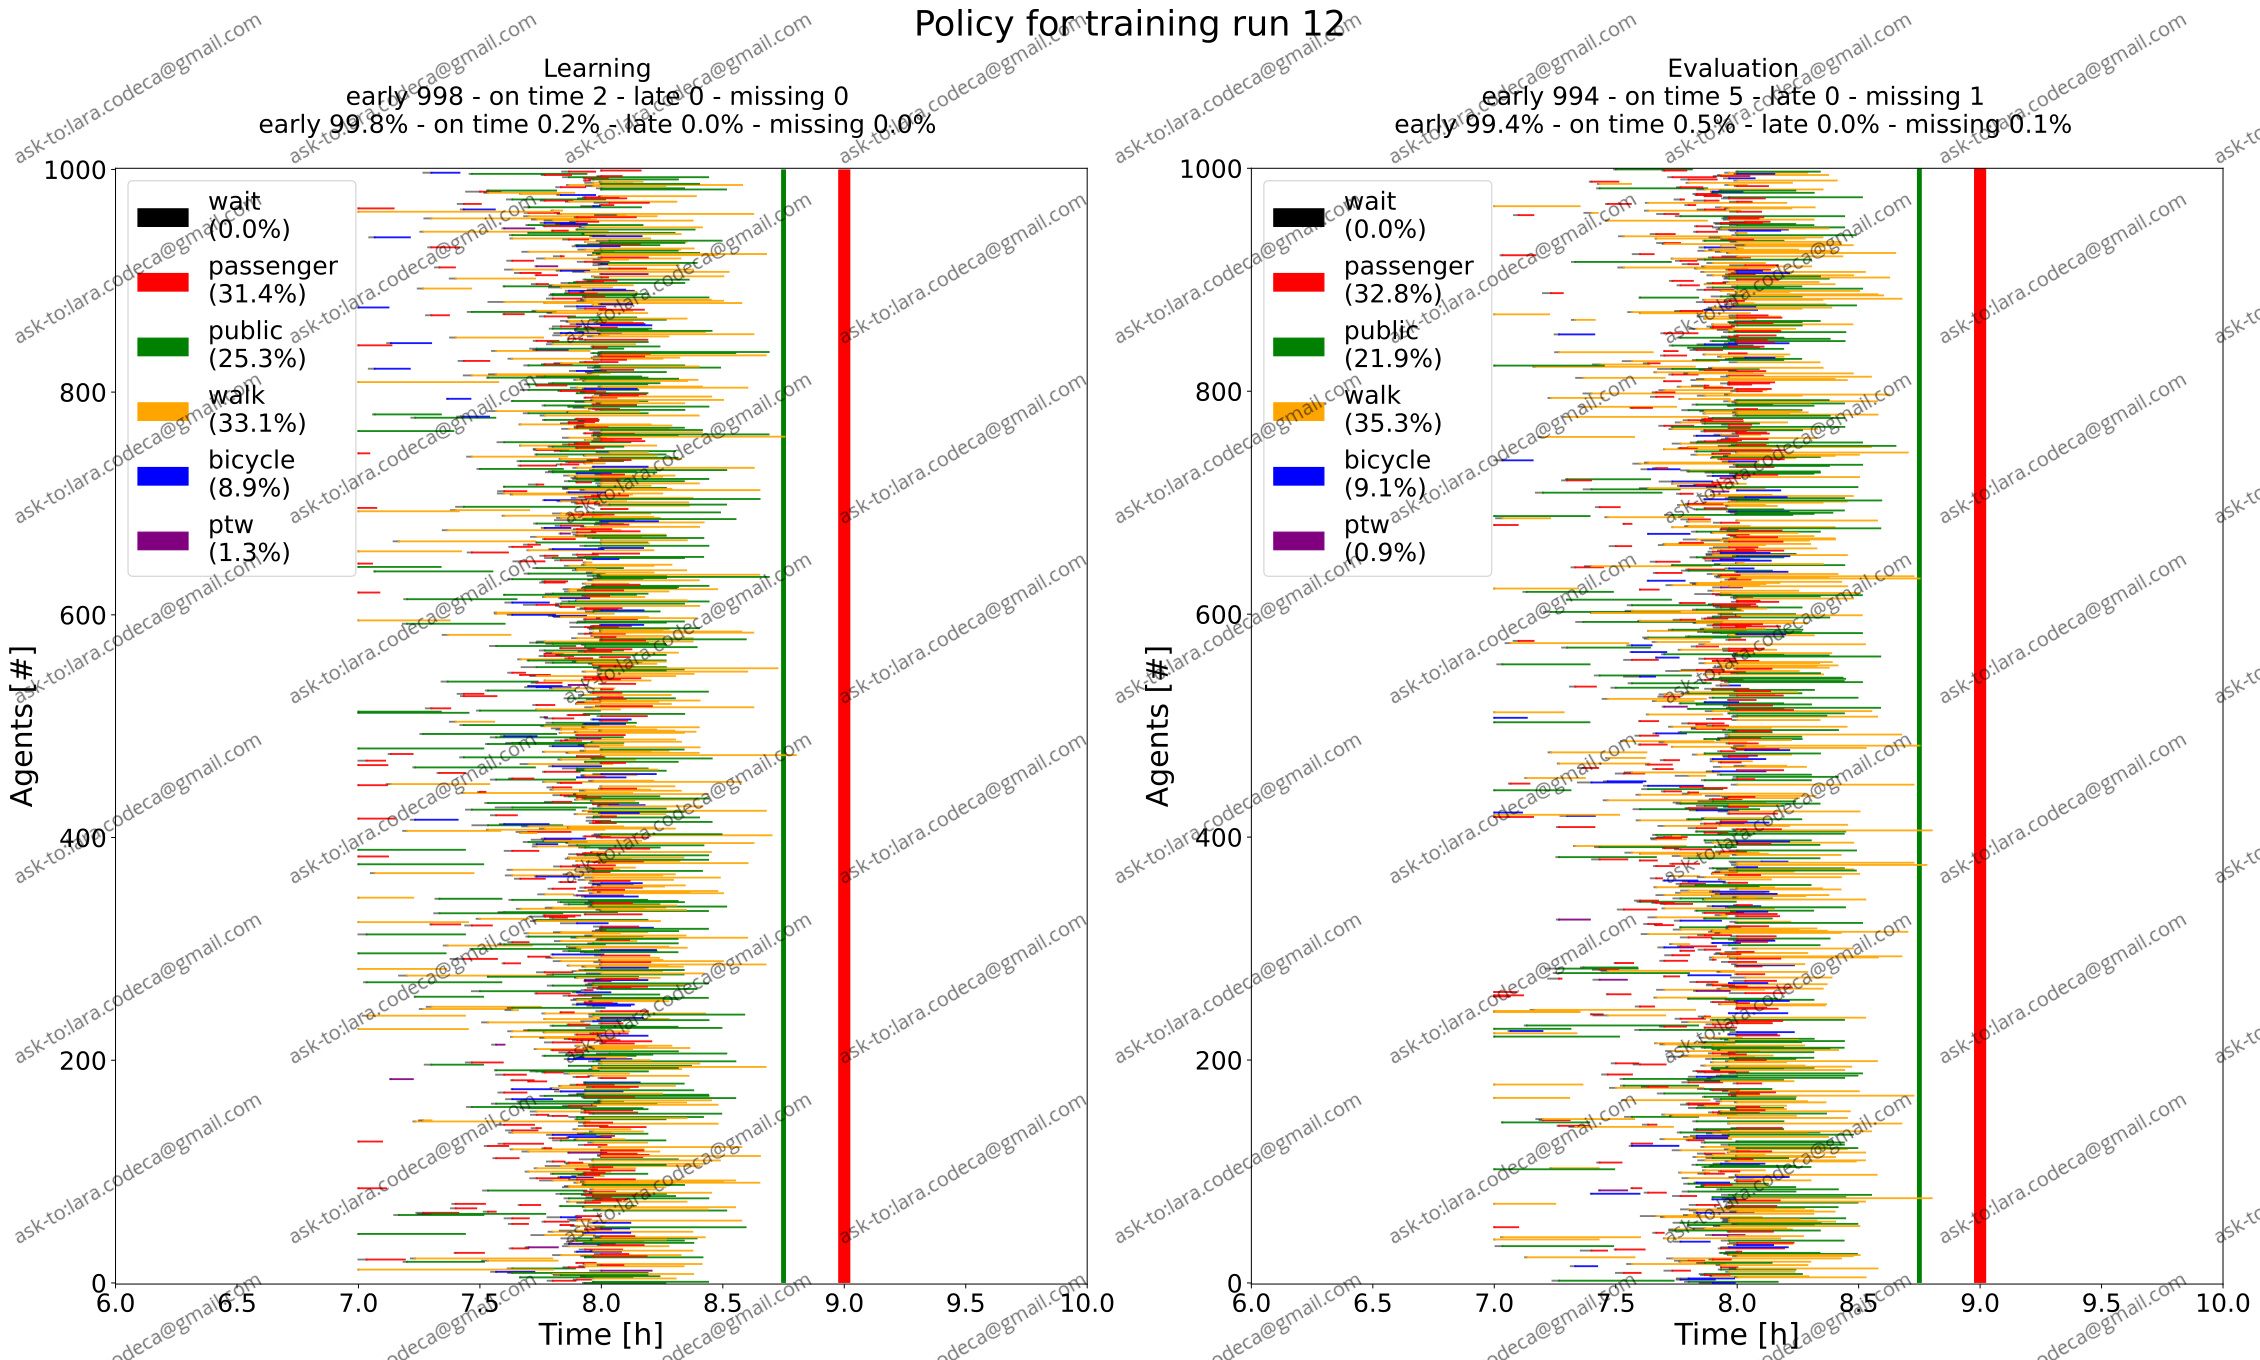 Policy for training run 12
Learning
early 998 - on time 2 - late 0 - missing 0
early 99.8% - on time 0.2% - late 0.0% - missing 0.0%
1000
800
600
400
200
0
Agents [#]
wait
(0.0%)
passenger
(31.4%)
public
(25.3%)
walk
(33.1%)
bicycle
(8.9%)
ptw
(1.3%)
6.0 6.5 7.0 7.5 8.0 8.5 9.0 9.5 10.0
Time [h]
Evaluation
early 994 - on time 5 - late 0 - missing 1
early 99.4% - on time 0.5% - late 0.0% - missing 0.1%
1000
800
600
400
200
0
Agents [#]
wait
(0.0%)
passenger
(32.8%)
public
(21.9%)
walk
(35.3%)
bicycle
(9.1%)
ptw
(0.9%)
6.0 6.5 7.0 7.5 8.0 8.5 9.0 9.5 10.0
Time [h]
ask-to:lara.codeca@gmail.com